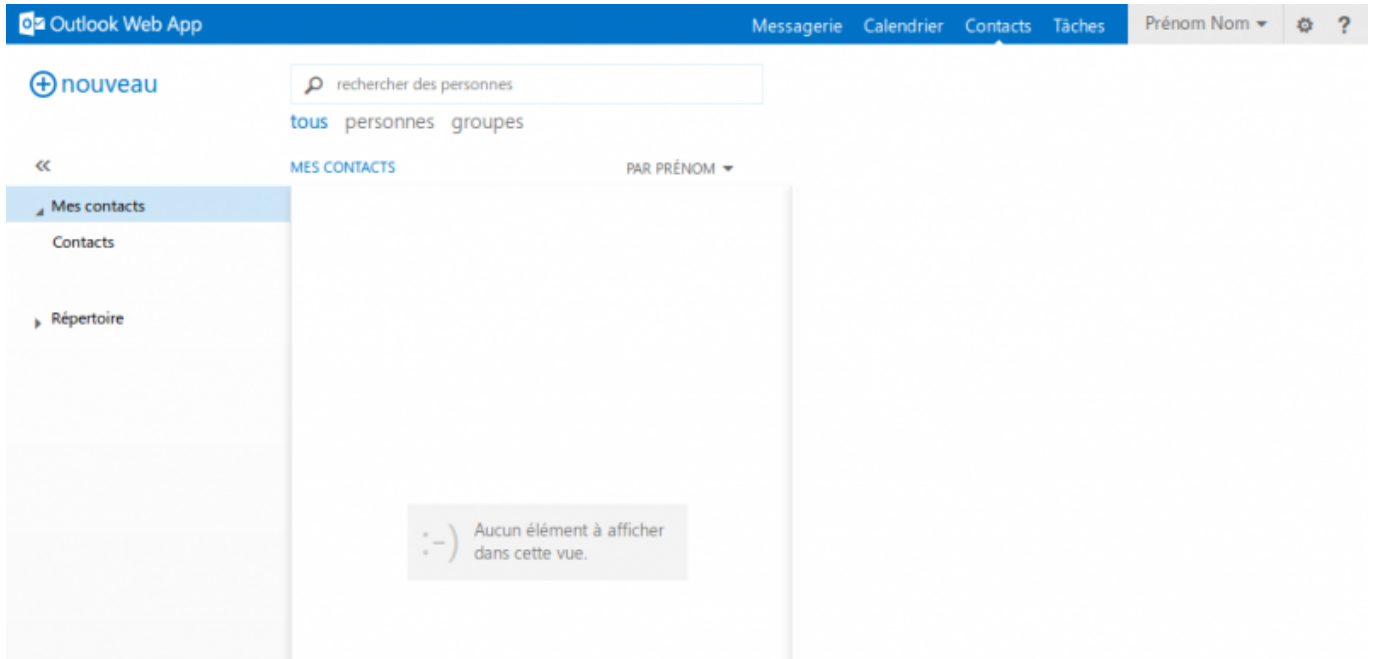 Outlook Web App Messagerie Calendrier Contacts Tâches Prénom Nom ?
nouveau
rechercher des personnes
tous personnes groupes
MES CONTACTS PAR PRÉNOM
Mes contacts
Contacts
Répertoire
:-) Aucun élément à afficher
dans cette vue.